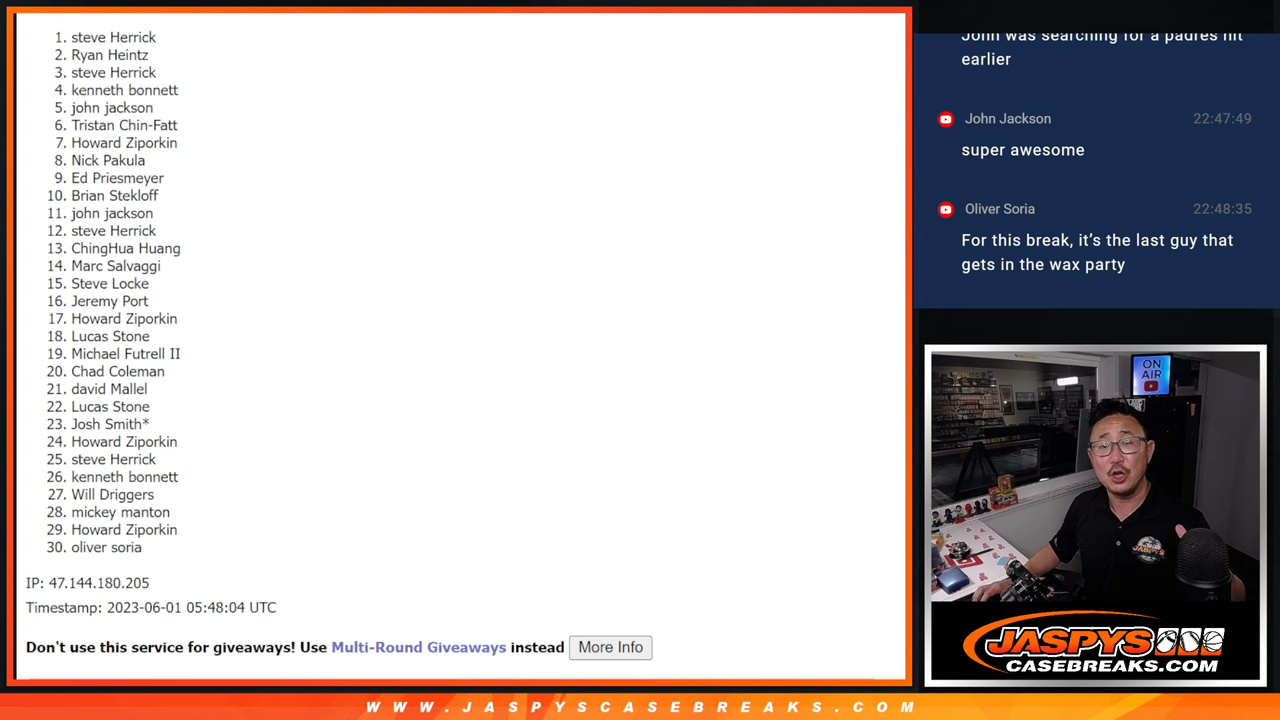 1. steve Herrick
2. Ryan Heintz
3. steve Herrick
4. kenneth bonnett
5. john jackson
6. Tristan Chin-Fatt
7. Howard Ziporkin
8. Nick Pakula
9. Ed Priesmeyer
10. Brian Stekloff
11. john jackson
12. steve Herrick
13. ChingHua Huang
14. Marc Salvaggi
15. Steve Locke
16. Jeremy Port
17. Howard Ziporkin
18. Lucas Stone
19. Michael Futrell II
20. Chad Coleman
21. david Mallel
22. Lucas Stone
23. Josh Smith*
24. Howard Ziporkin
25. steve Herrick
26. kenneth bonnett
27. Will Driggers
28. mickey manton
29. Howard Ziporkin
30. oliver soria
IP: 47.144.180.205
Timestamp: 2023-06-01 05:48:04 UTC
Don't use this service for giveaways! Use Multi-Round Giveaways instead More Info
John was searching for a padres hit
earlier
John Jackson 22:47:49
super awesome
Oliver Soria 22:48:35
For this break, it’s the last guy that
gets in the wax party
ON
AIR
JASPYS
JASPYS
CASEBREAKS.COM
WWW.JASPYSCASEBREAKS.COM